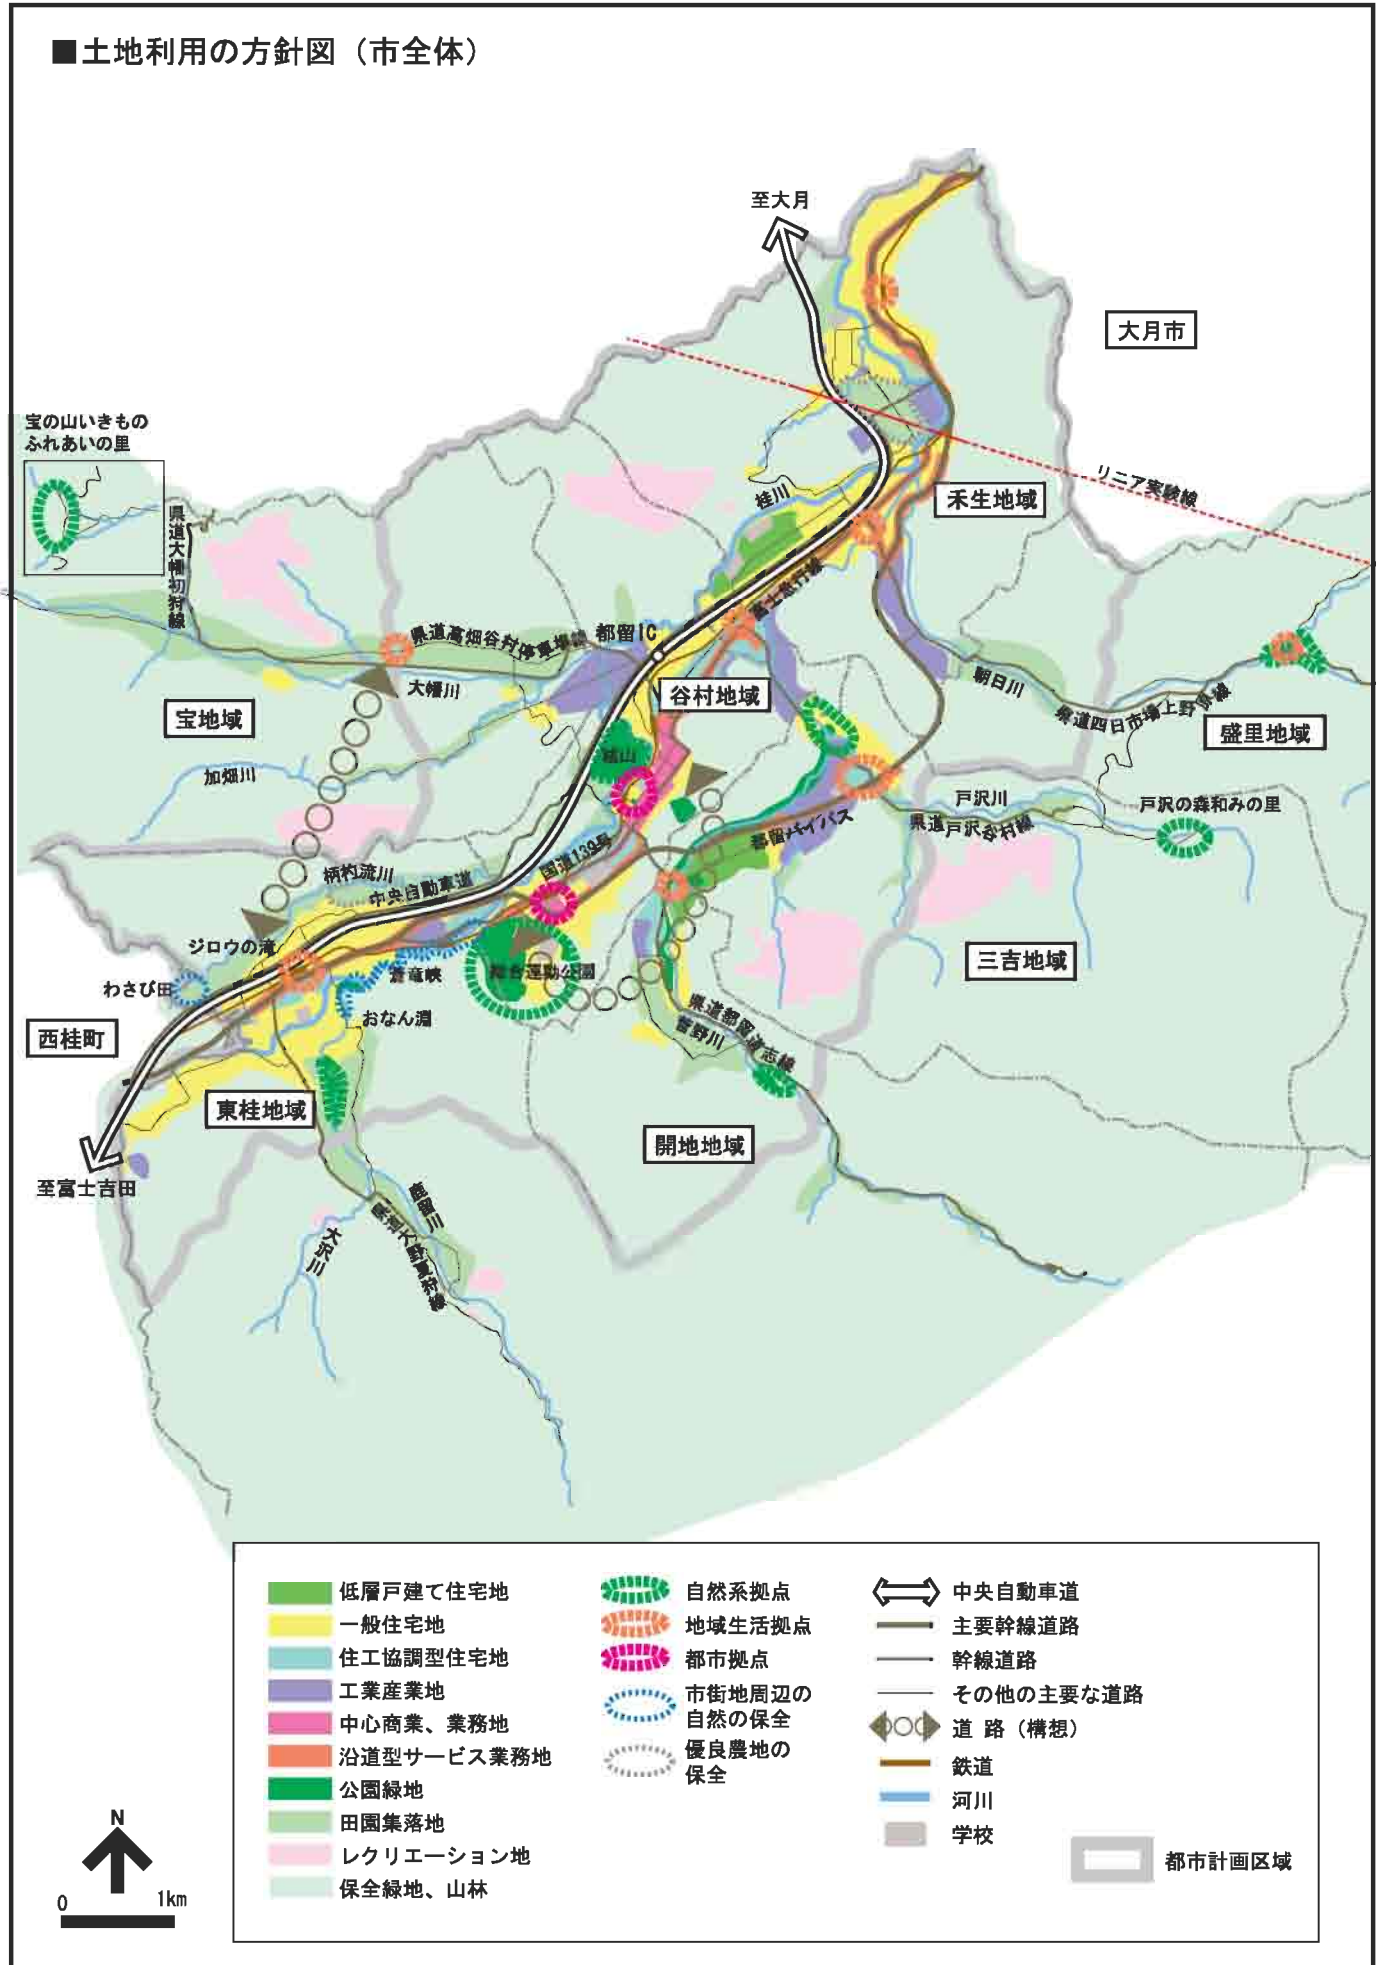 ■土地利用の方針図（市全体）
至大月
大月市
宝の山いきもの
ふれあいの里
リニア実験線
桂川
禾生地域
県道大幡初狩線
富士急行線
県道高畑谷村停車場線
都留IC
大幡川
谷村地域
朝日川
県道四日市場上野原線
宝地域
盛里地域
加畑川
戸沢川
戸沢の森和みの里
県道戸沢谷村線
都留バイパス
国道139号
柄杓流川
中央自動車道
ジロウの滝
蒼竜峡
総合運動公園
三吉地域
わさび田
おなん淵
西桂町
県道都留道志線
菅野川
東桂地域
開地地域
至富士吉田
鹿留川
大沢川
県道大野夏狩線
低層戸建て住宅地
一般住宅地
住工協調型住宅地
工業産業地
中心商業、業務地
沿道型サービス業務地
公園緑地
田園集落地
レクリエーション地
保全緑地、山林
自然系拠点
地域生活拠点
都市拠点
市街地周辺の
自然の保全
優良農地の
保全
中央自動車道
主要幹線道路
幹線道路
その他の主要な道路
道 路（構想）
鉄道
河川
学校
都市計画区域
N
0 1km